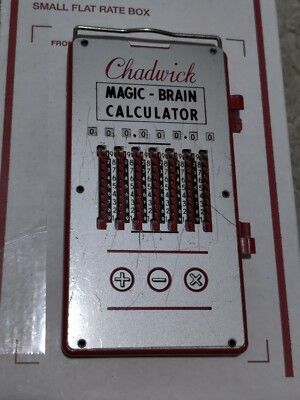 SMALL FLAT RATE BOX
FROM
Chadwick
MAGIC - BRAIN
CALCULATOR
0 0 0 0 0 0 0 0
+ − ×